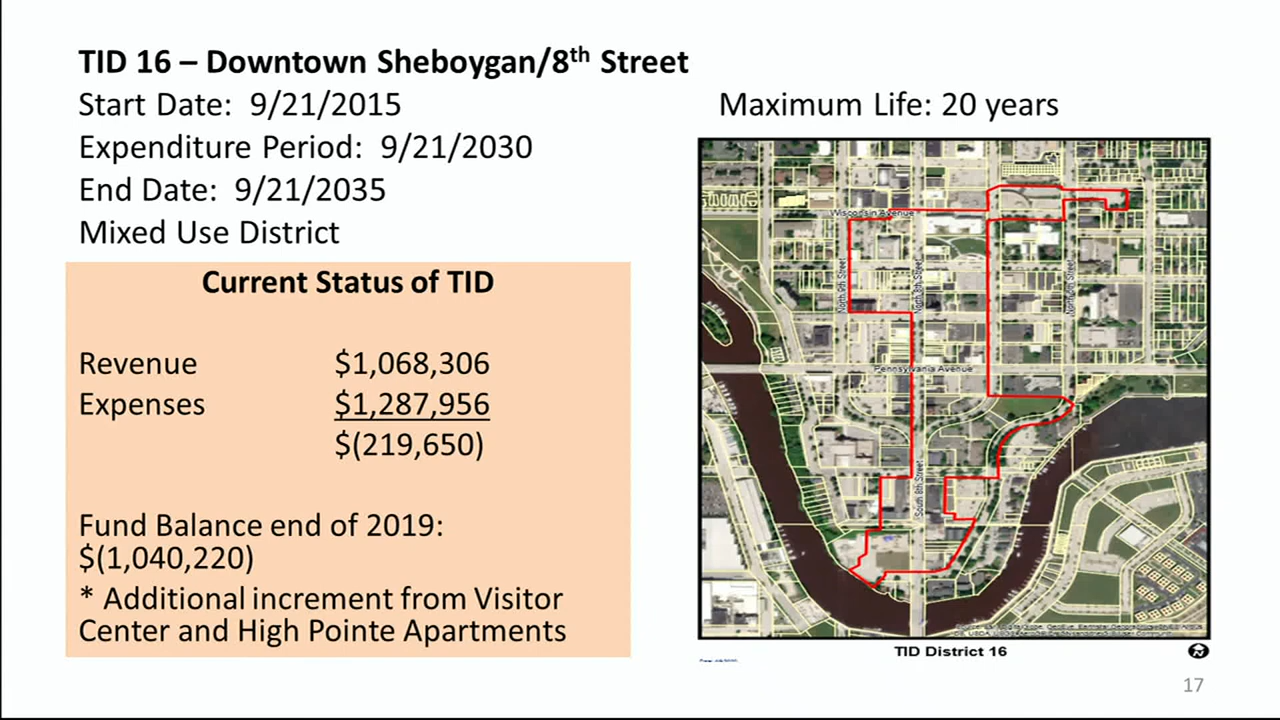 TID 16 – Downtown Sheboygan/8th Street
Start Date: 9/21/2015
Maximum Life: 20 years
Expenditure Period: 9/21/2030
End Date: 9/21/2035
Mixed Use District
Current Status of TID
Revenue $1,068,306
Expenses $1,287,956
$(219,650)
Fund Balance end of 2019:
$(1,040,220)
* Additional increment from Visitor
Center and High Pointe Apartments
Wisconsin Avenue
North 9th Street
North 8th Street
Pennsylvania Avenue
South 8th Street
TID District 16
N
17